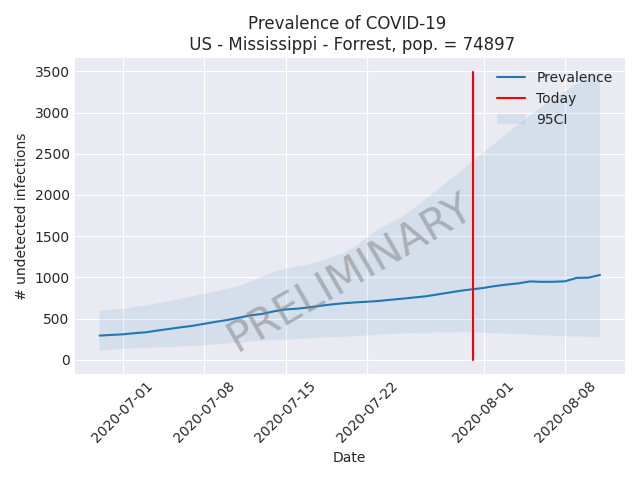 Prevalence of COVID-19
US - Mississippi - Forrest, pop. = 74897
3500
3000
2500
2000
1500
1000
500
0
# undetected infections
Prevalence
Today
95CI
PRELIMINARY
2020-07-01
2020-07-08
2020-07-15
2020-07-22
2020-08-01
2020-08-08
Date